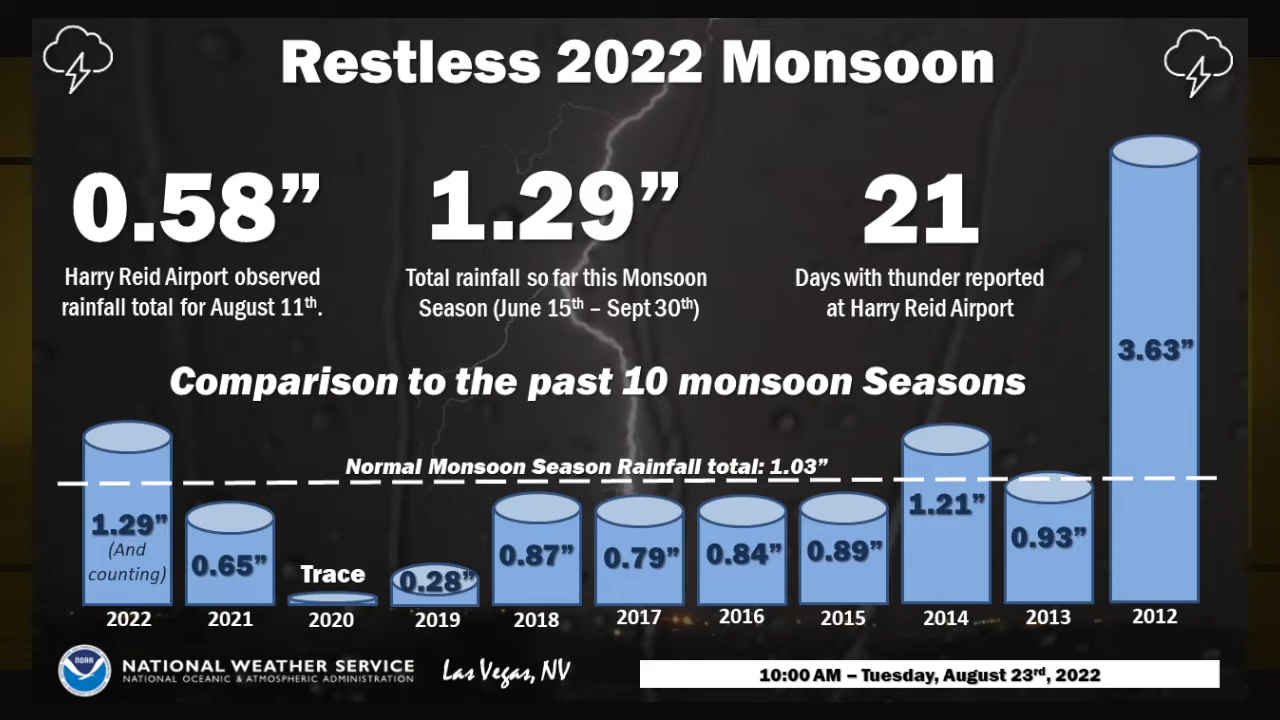 Restless 2022 Monsoon
0.58”
Harry Reid Airport observed
rainfall total for August 11th.
1.29”
Total rainfall so far this Monsoon
Season (June 15th – Sept 30th)
21
Days with thunder reported
at Harry Reid Airport
Comparison to the past 10 monsoon Seasons
Normal Monsoon Season Rainfall total: 1.03”
1.29”
(And
counting)
0.65”
Trace
0.28”
0.87”
0.79”
0.84”
0.89”
1.21”
0.93”
3.63”
2022
2021
2020
2019
2018
2017
2016
2015
2014
2013
2012
NOAA
NATIONAL WEATHER SERVICE
NATIONAL OCEANIC & ATMOSPHERIC ADMINISTRATION
Las Vegas, NV
10:00 AM – Tuesday, August 23rd, 2022